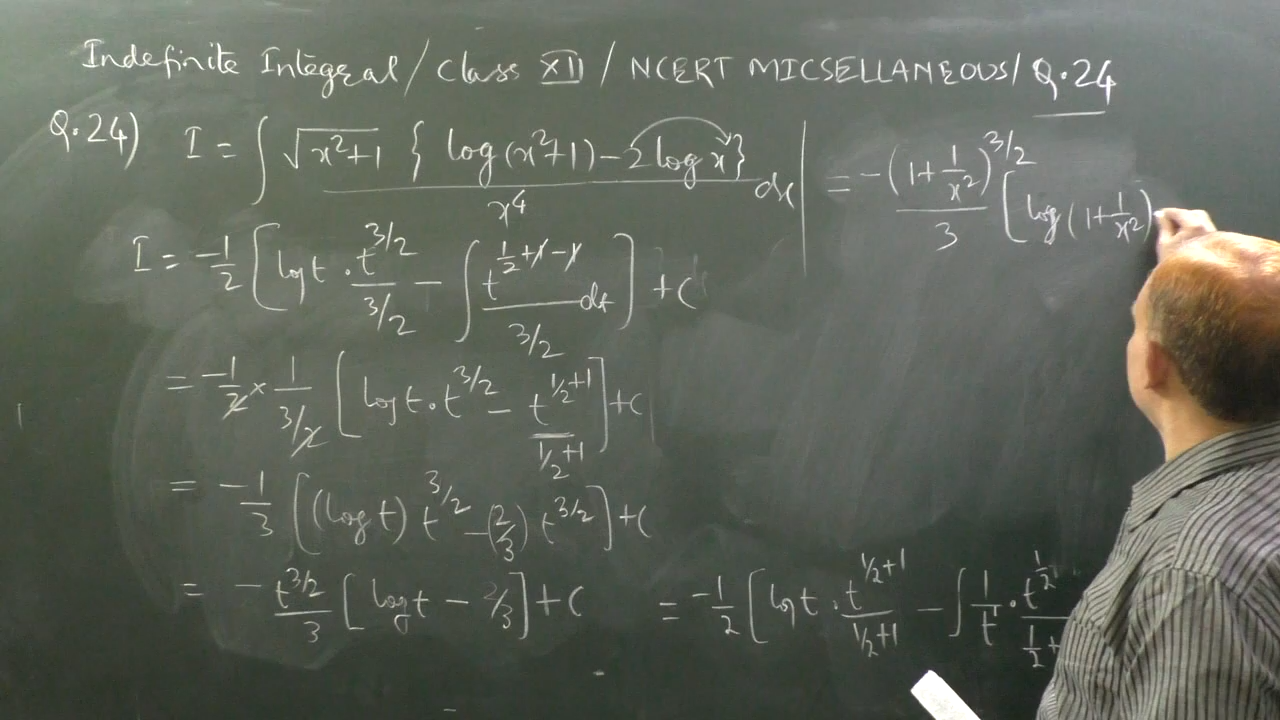 Indefinite Integral / Class XII / NCERT MICSELLANEOUS / Q.24
Q.24) I = ∫ √(x²+1) { log(x²+1) − 2 log x } / x⁴ dx
I = −1/2 [ log t · t^(3/2) / (3/2) − ∫ t^(1/2+1−1) / (3/2) dt ] + C
= −1/2 × 1/(3/2) [ log t · t^(3/2) − t^(1/2+1) / (1/2+1) ] + C
= −1/3 [ (log t) t^(3/2) − (2/3) t^(3/2) ] + C
= − t^(3/2) / 3 [ log t − 2/3 ] + C
= −1/2 [ log t · t^(1/2+1) / (1/2+1) − ∫ 1/t · t^(1/2) / (1/2+
= −(1+1/x²)^(3/2) / 3 [ log (1+1/x²)